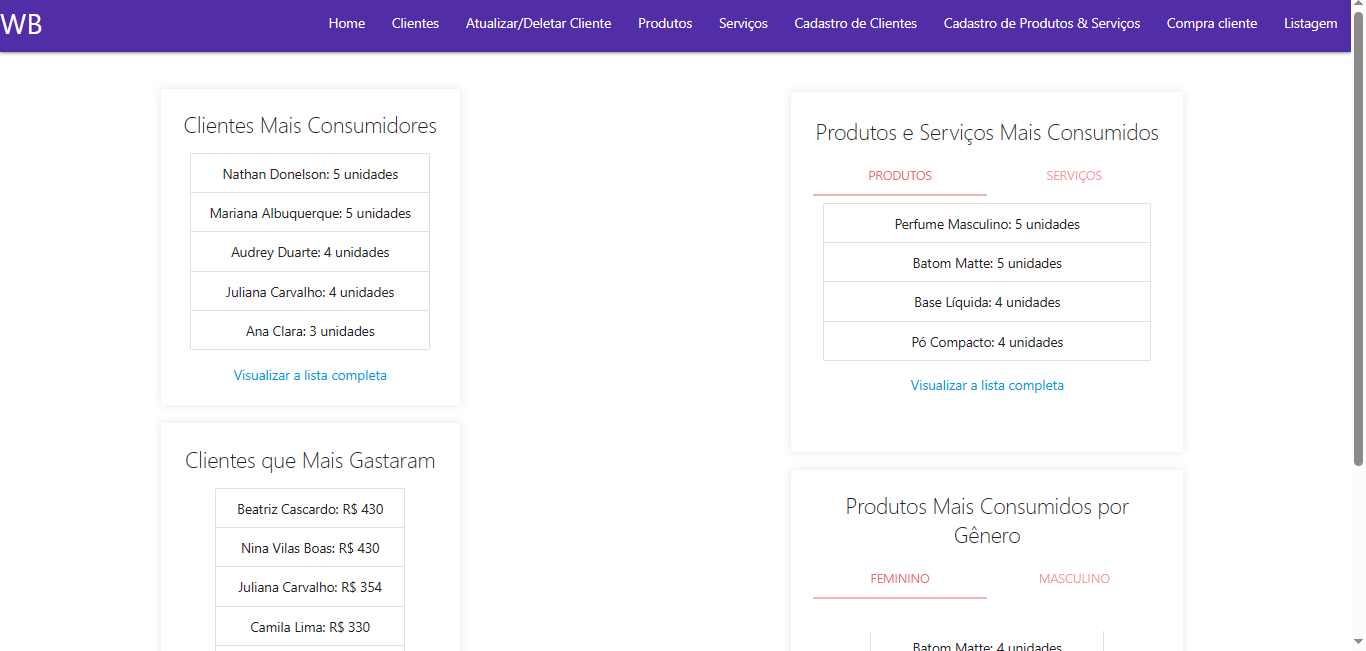 WB
Home
Clientes
Atualizar/Deletar Cliente
Produtos
Serviços
Cadastro de Clientes
Cadastro de Produtos & Serviços
Compra cliente
Listagem
Clientes Mais Consumidores
Nathan Donelson: 5 unidades
Mariana Albuquerque: 5 unidades
Audrey Duarte: 4 unidades
Juliana Carvalho: 4 unidades
Ana Clara: 3 unidades
Visualizar a lista completa
Clientes que Mais Gastaram
Beatriz Cascardo: R$ 430
Nina Vilas Boas: R$ 430
Juliana Carvalho: R$ 354
Camila Lima: R$ 330
Produtos e Serviços Mais Consumidos
PRODUTOS
SERVIÇOS
Perfume Masculino: 5 unidades
Batom Matte: 5 unidades
Base Líquida: 4 unidades
Pó Compacto: 4 unidades
Visualizar a lista completa
Produtos Mais Consumidos por
Gênero
FEMININO
MASCULINO
Batom Matte: 4 unidades